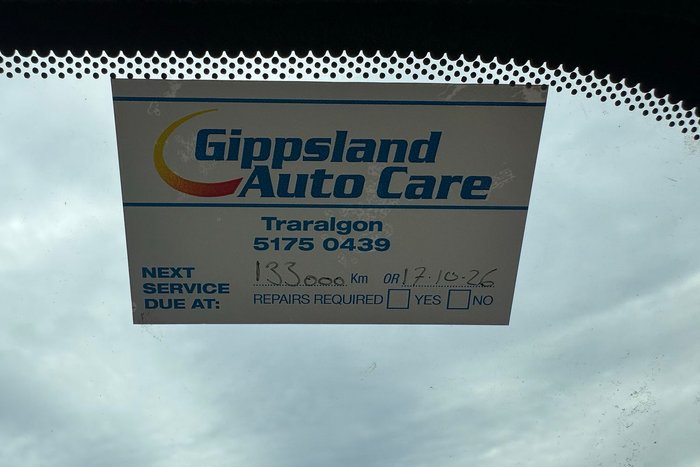 Gippsland
Auto Care
Traralgon
5175 0439
NEXT
SERVICE
DUE AT:
133000 Km OR 17.10.26
REPAIRS REQUIRED YES NO